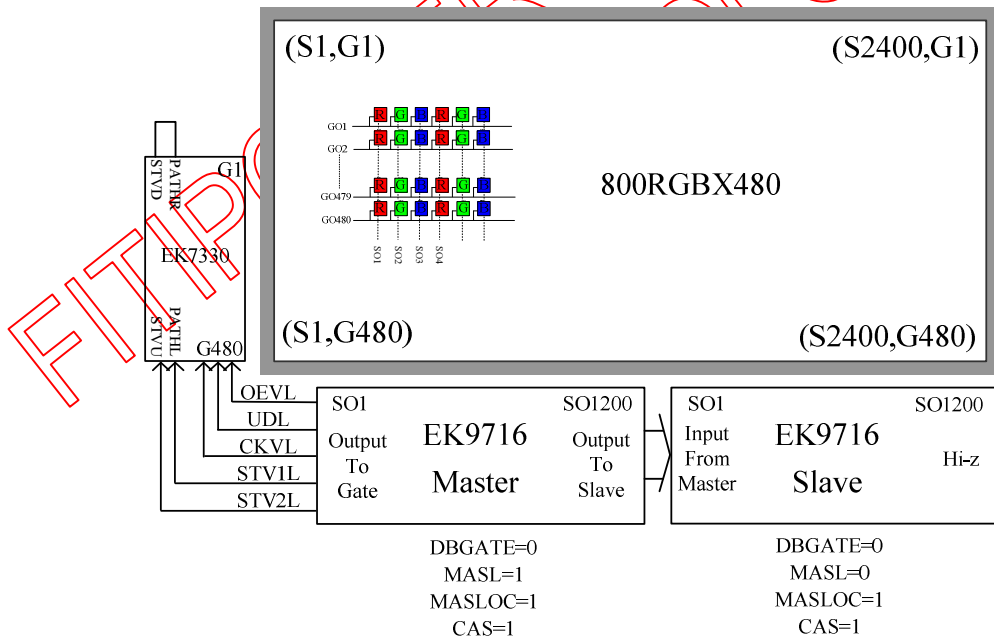 (S1,G1)
(S2400,G1)
R G B R G B
GO1
R G B R G B
GO2
R G B R G B
GO479
R G B R G B
GO480
SO1
SO2
SO3
SO4
800RGBX480
(S1,G480)
(S2400,G480)
G1
PATHR
STVD
EK7330
PATHL
STVU
G480
OEVL
UDL
CKVL
STV1L
STV2L
SO1
SO1200
Output
To
Gate
EK9716
Master
Output
To
Slave
SO1
SO1200
Input
From
Master
EK9716
Slave
Hi-z
DBGATE=0
MASL=1
MASLOC=1
CAS=1
DBGATE=0
MASL=0
MASLOC=1
CAS=1